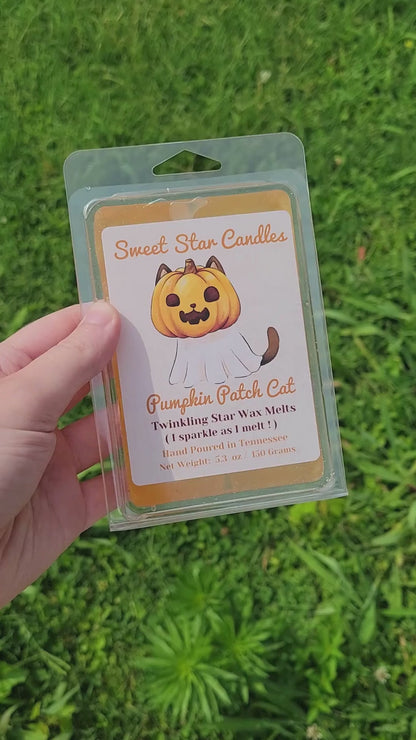 Sweet Star Candles
Pumpkin Patch Cat
Twinkling Star Wax Melts
( I sparkle as I melt ! )
Hand Poured in Tennessee
Net Weight: 5.3 oz / 150 Grams